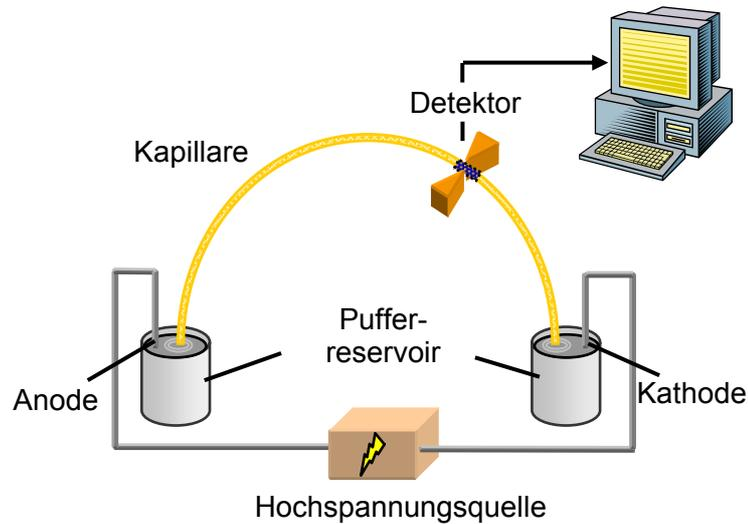 Detektor
Kapillare
Puffer-
reservoir
Anode
Kathode
Hochspannungsquelle